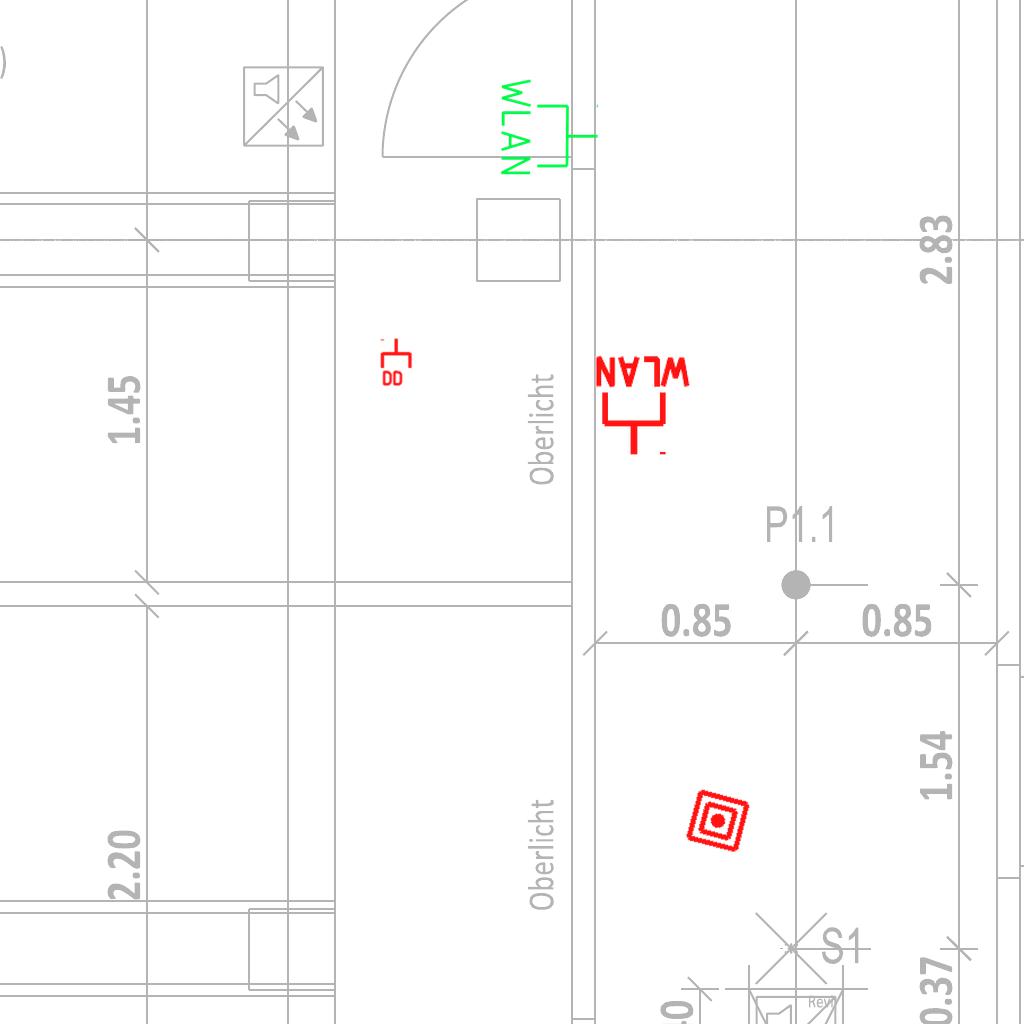 )
WLAN
2.83
WLAN
DD
1.45
Oberlicht
P1.1
0.85
0.85
1.54
2.20
Oberlicht
S1
0.37